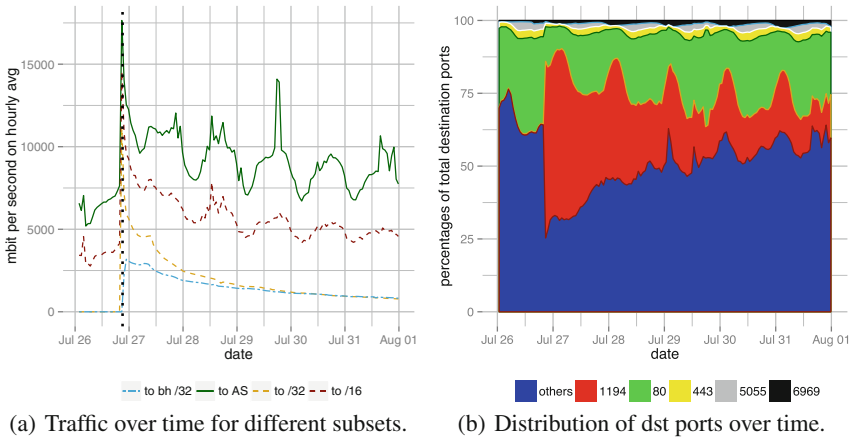 mbit per second on hourly avg
15000
10000
5000
0
Jul 26
Jul 27
Jul 28
Jul 29
Jul 30
Jul 31
Aug 01
date
to bh /32
to AS
to /32
to /16
(a) Traffic over time for different subsets.
percentages of total destination ports
100
75
50
25
0
Jul 26
Jul 27
Jul 28
Jul 29
Jul 30
Jul 31
Aug 01
date
others
1194
80
443
5055
6969
(b) Distribution of dst ports over time.